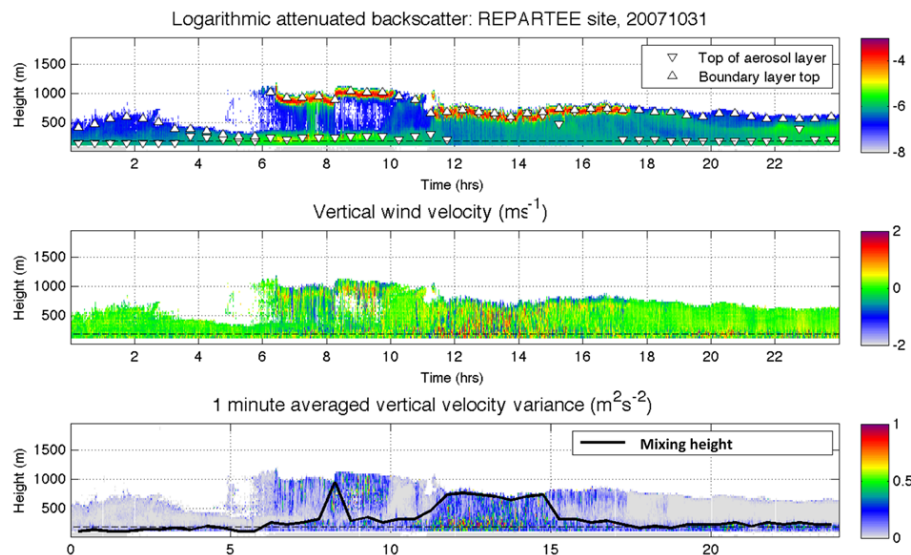 Logarithmic attenuated backscatter: REPARTEE site, 20071031
Height (m)
1500
1000
500
▽ Top of aerosol layer
△ Boundary layer top
-4
-6
-8
2 4 6 8 10 12 14 16 18 20 22
Time (hrs)
Vertical wind velocity (ms⁻¹)
Height (m)
1500
1000
500
2
0
-2
2 4 6 8 10 12 14 16 18 20 22
Time (hrs)
1 minute averaged vertical velocity variance (m²s⁻²)
Height (m)
1500
1000
500
Mixing height
1
0.5
0
0 5 10 15 20